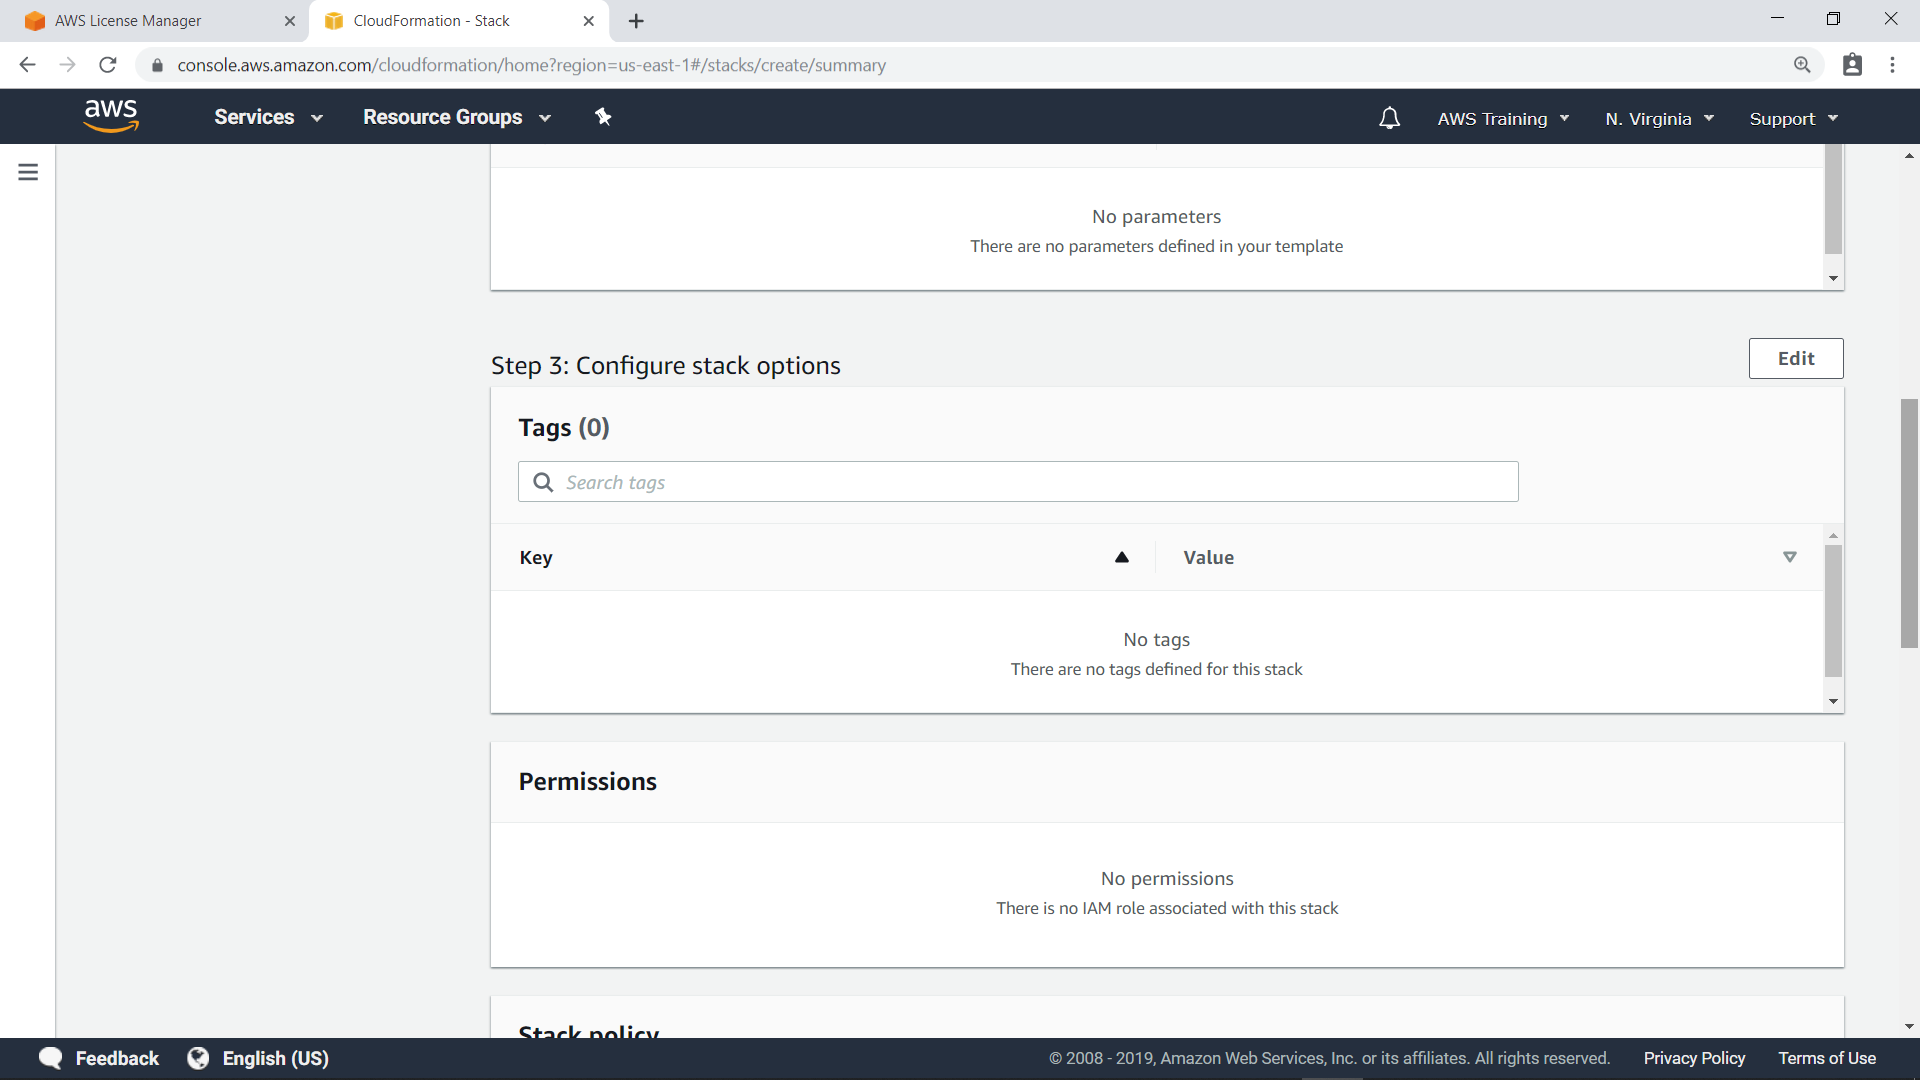 AWS License Manager
CloudFormation - Stack
console.aws.amazon.com/cloudformation/home?region=us-east-1#/stacks/create/summary
aws
Services
Resource Groups
AWS Training
N. Virginia
Support
No parameters
There are no parameters defined in your template
Step 3: Configure stack options
Edit
Tags (0)
Search tags
Key
Value
No tags
There are no tags defined for this stack
Permissions
No permissions
There is no IAM role associated with this stack
Stack policy
Feedback
English (US)
© 2008 - 2019, Amazon Web Services, Inc. or its affiliates. All rights reserved.
Privacy Policy
Terms of Use